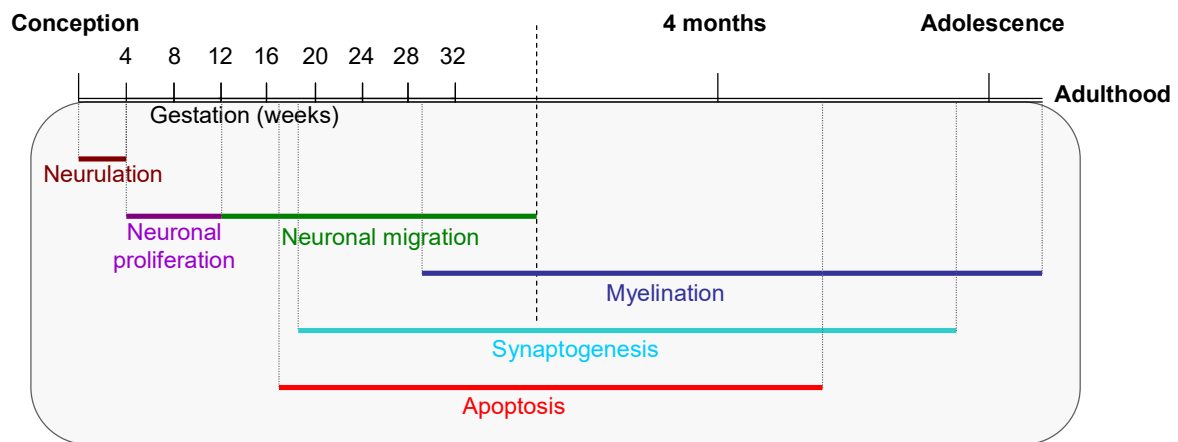 Conception
4 months
Adolescence
4 8 12 16 20 24 28 32
Adulthood
Gestation (weeks)
Neurulation
Neuronal
proliferation
Neuronal migration
Myelination
Synaptogenesis
Apoptosis